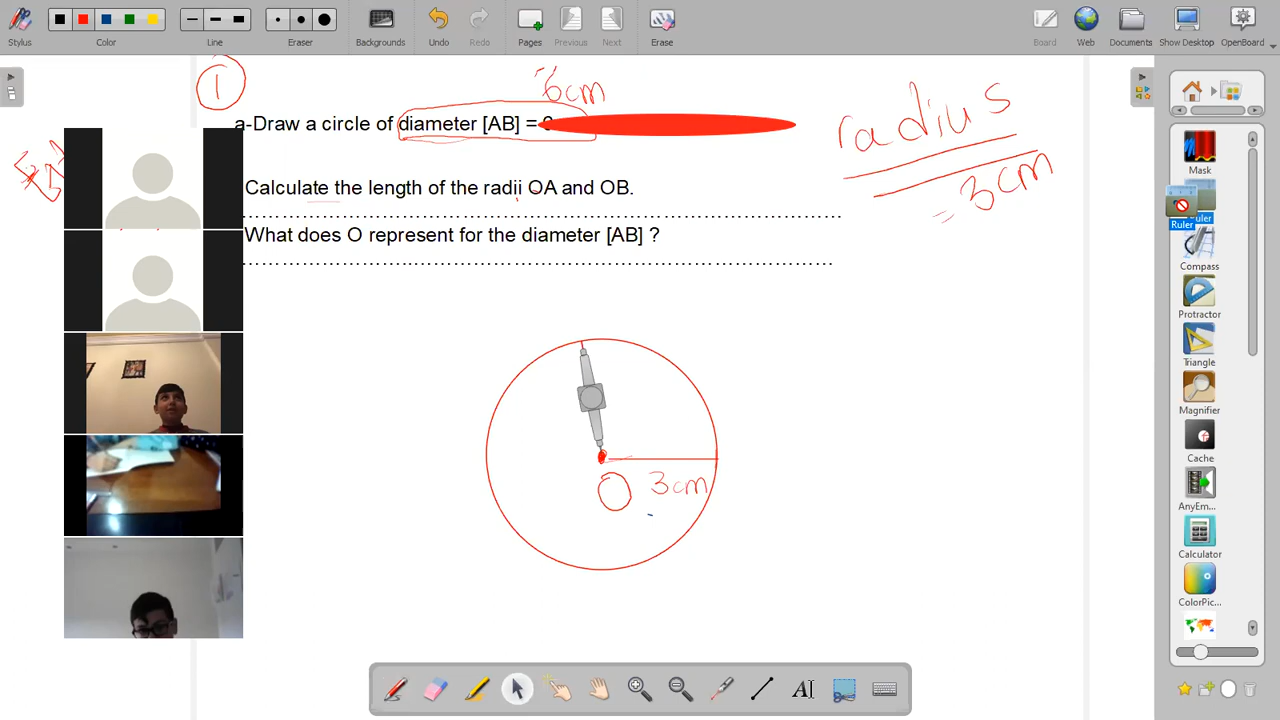 Stylus
Color
Line
Eraser
Backgrounds
Undo
Redo
Pages
Previous
Next
Erase
Board
Web
Documents
Show Desktop
OpenBoard
1
6cm
a-Draw a circle of diameter [AB] =
radius
= 3cm
Calculate the length of the radii OA and OB.
........................................................................................................
What does O represent for the diameter [AB] ?
........................................................................................................
O
3cm
Mask
Ruler
Ruler
Compass
Protractor
Triangle
Magnifier
Cache
AnyEm...
Calculator
ColorPic...